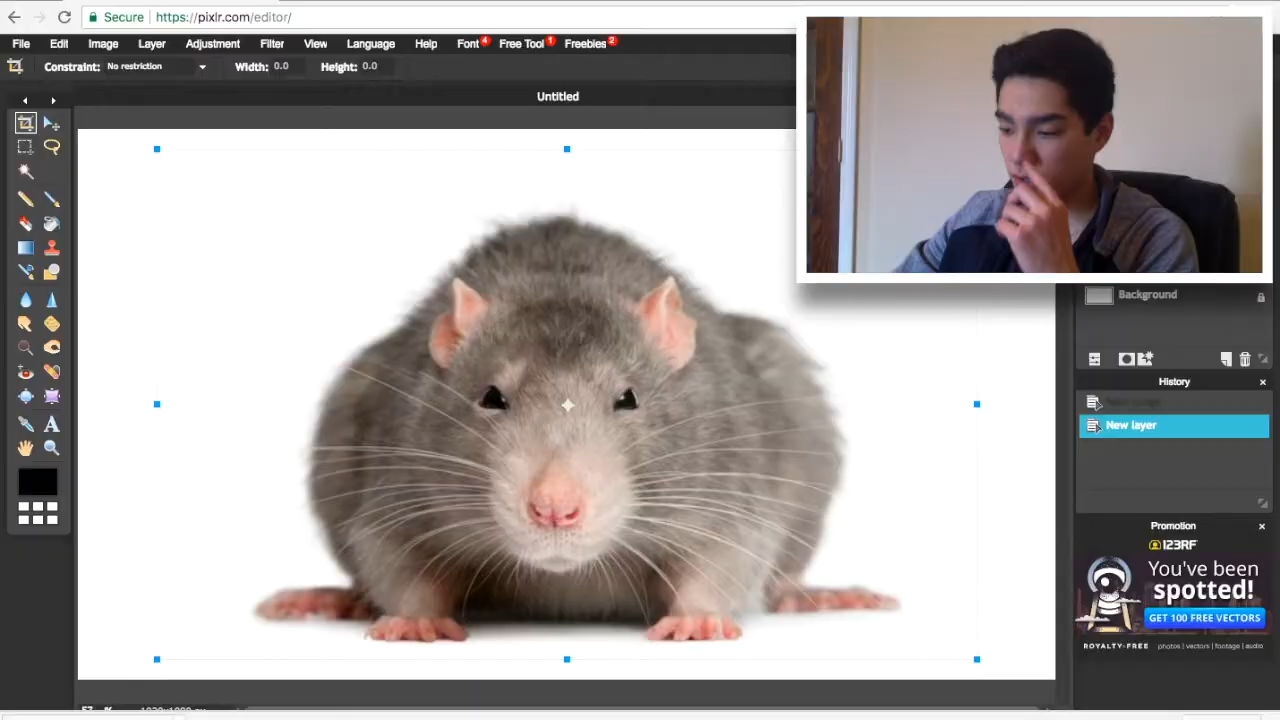 Secure https://pixlr.com/editor/
File Edit Image Layer Adjustment Filter View Language Help Font 4 Free Tool 1 Freebies 2
Constraint: No restriction Width: 0.0 Height: 0.0
Untitled
Background
History
New layer
Promotion
123RF
You've been
spotted!
GET 100 FREE VECTORS
ROYALTY-FREE photos | vectors | footage | audio